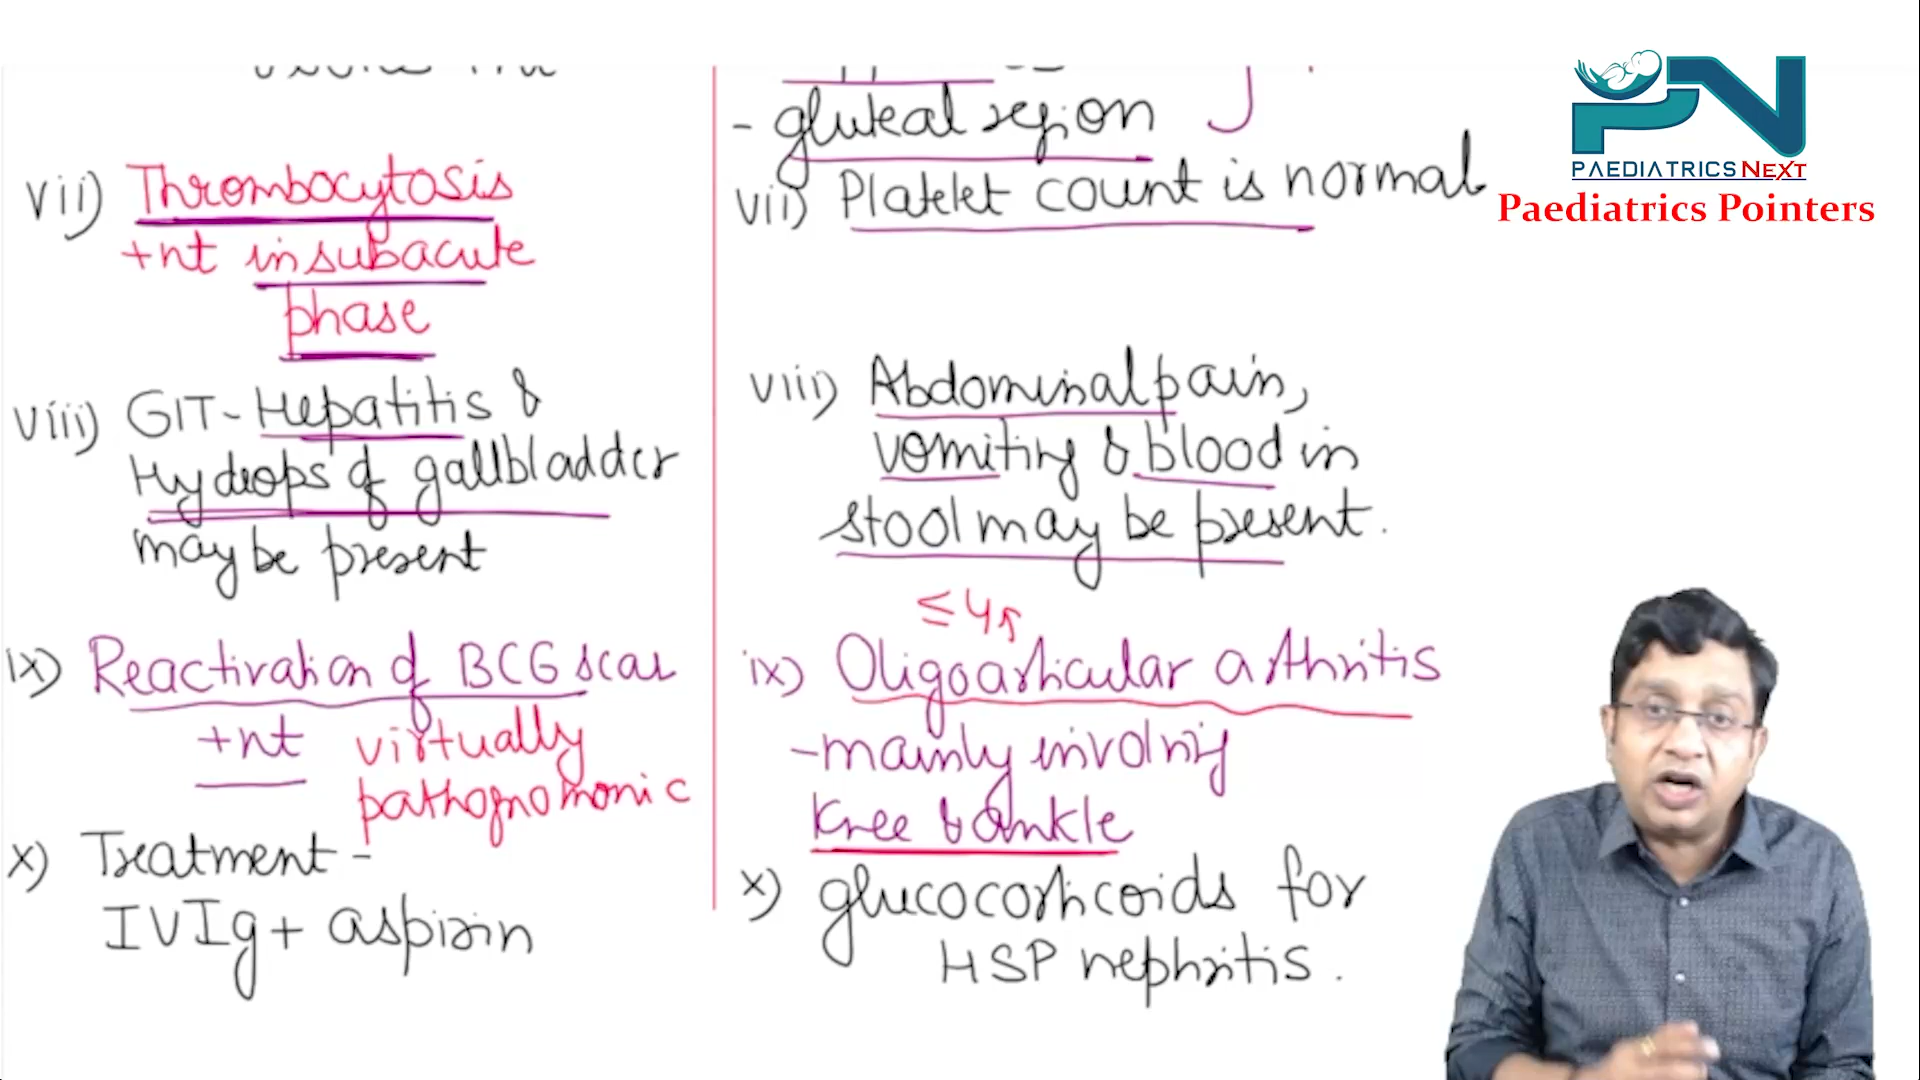 - gluteal region
vii) Thrombocytosis
+nt in subacute
phase
viii) GIT - Hepatitis &
Hydrops of gallbladder
may be present
ix) Reactivation of BCG scar
+nt virtually
pathognomonic
x) Treatment -
IVIg + aspirin
vii) Platelet count is normal
viii) Abdominal pain,
vomiting & blood in
stool may be present.
≤ 4
ix) Oligoarticular arthritis
- mainly involving
Knee & ankle
x) glucocorticoids for
HSP nephritis.
PN
PAEDIATRICS NEXT
Paediatrics Pointers